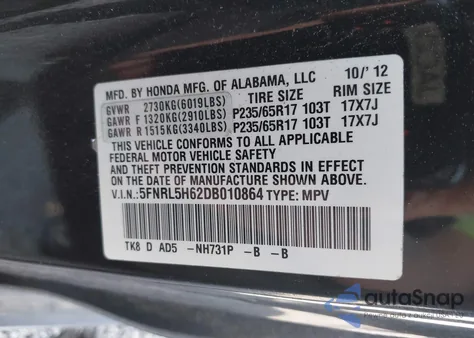 MFD. BY HONDA MFG. OF ALABAMA, LLC 10/'12
GVWR 2730KG(6019LBS) TIRE SIZE RIM SIZE
GAWR F 1320KG(2910LBS) P235/65R17 103T 17X7J
GAWR R 1515KG(3340LBS) P235/65R17 103T 17X7J
THIS VEHICLE CONFORMS TO ALL APPLICABLE
FEDERAL MOTOR VEHICLE SAFETY
AND THEFT PREVENTION STANDARDS IN EFFECT ON
THE DATE OF MANUFACTURE SHOWN ABOVE.
V.I.N.: 5FNRL5H62DB010864 TYPE: MPV
TK8 D AD5 -NH731P -B -B
autaSnap